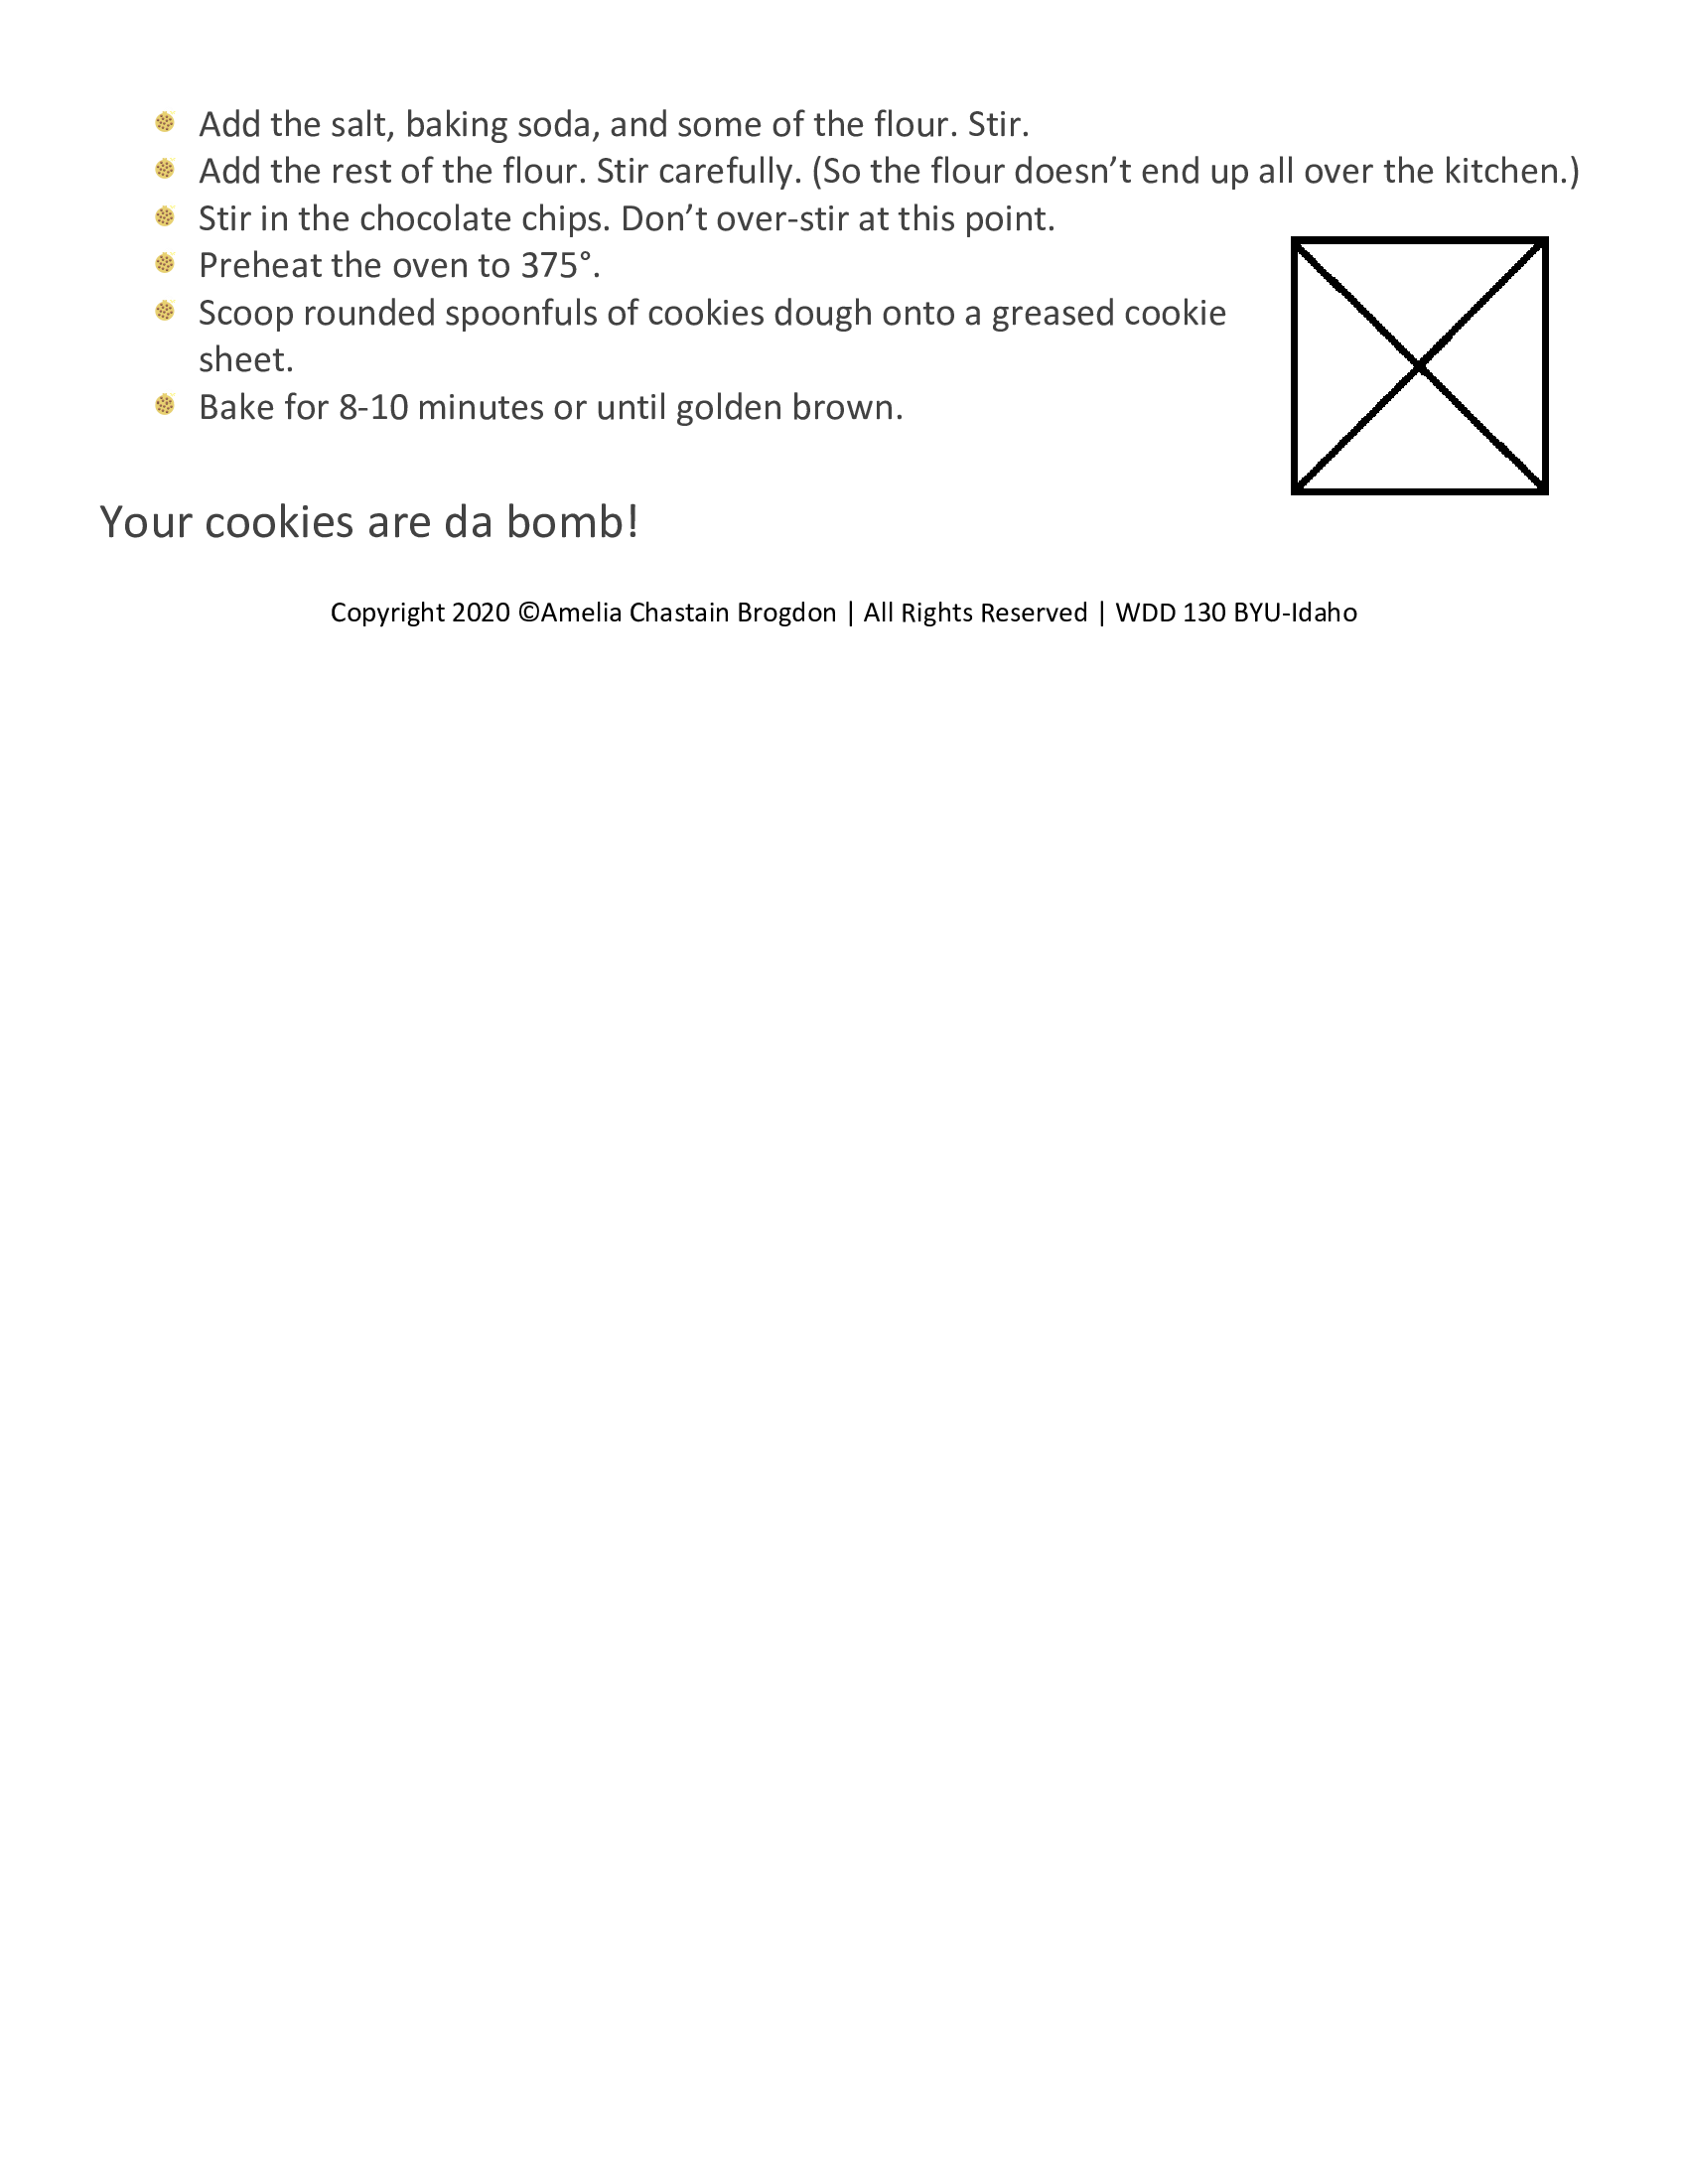 Add the salt, baking soda, and some of the flour. Stir.
Add the rest of the flour. Stir carefully. (So the flour doesn’t end up all over the kitchen.)
Stir in the chocolate chips. Don’t over-stir at this point.
Preheat the oven to 375°.
Scoop rounded spoonfuls of cookies dough onto a greased cookie
sheet.
Bake for 8-10 minutes or until golden brown.
Your cookies are da bomb!
Copyright 2020 ©Amelia Chastain Brogdon | All Rights Reserved | WDD 130 BYU-Idaho